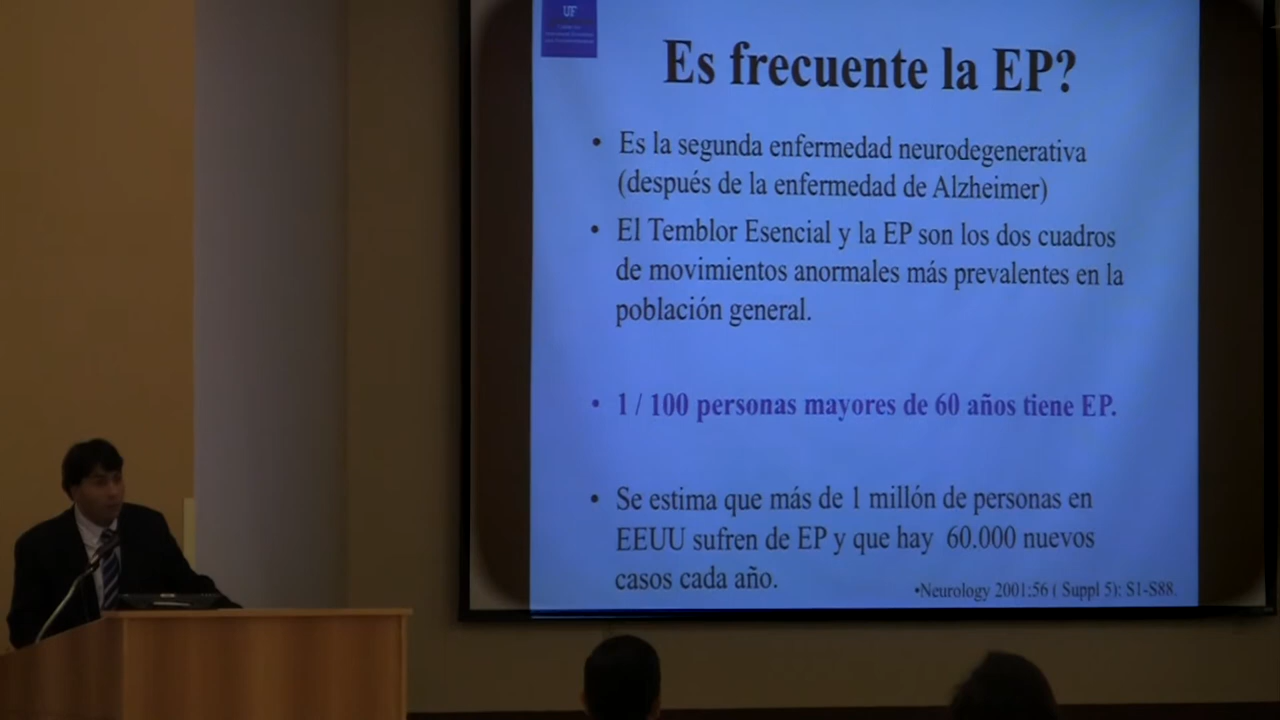 UF
Es frecuente la EP?
• Es la segunda enfermedad neurodegenerativa
(después de la enfermedad de Alzheimer)
• El Temblor Esencial y la EP son los dos cuadros
de movimientos anormales más prevalentes en la
población general.
• 1 / 100 personas mayores de 60 años tiene EP.
• Se estima que más de 1 millón de personas en
EEUU sufren de EP y que hay 60.000 nuevos
casos cada año.
•Neurology 2001:56 ( Suppl 5): S1-S88.